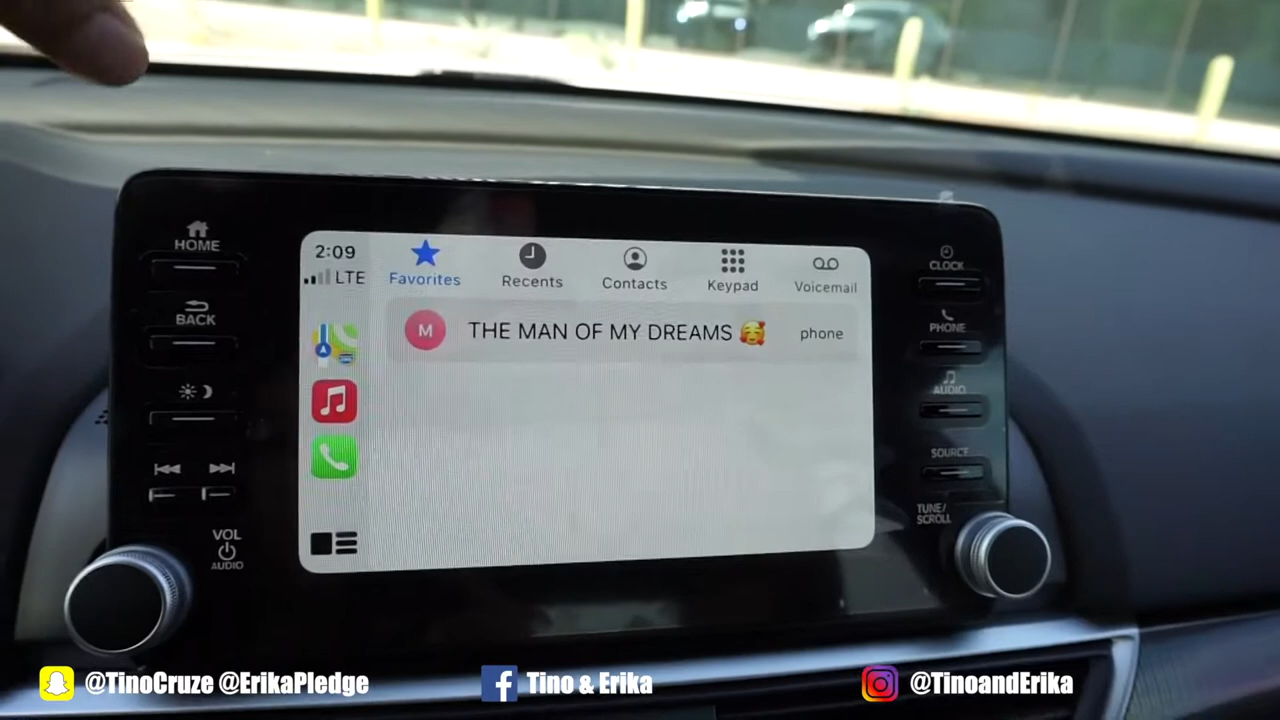 HOME
BACK
VOL
AUDIO
2:09
LTE
Favorites
Recents
Contacts
Keypad
Voicemail
M
THE MAN OF MY DREAMS 🥰
phone
CLOCK
PHONE
AUDIO
SOURCE
TUNE/
SCROLL
@TinoCruze @ErikaPledge
Tino & Erika
@TinoandErika